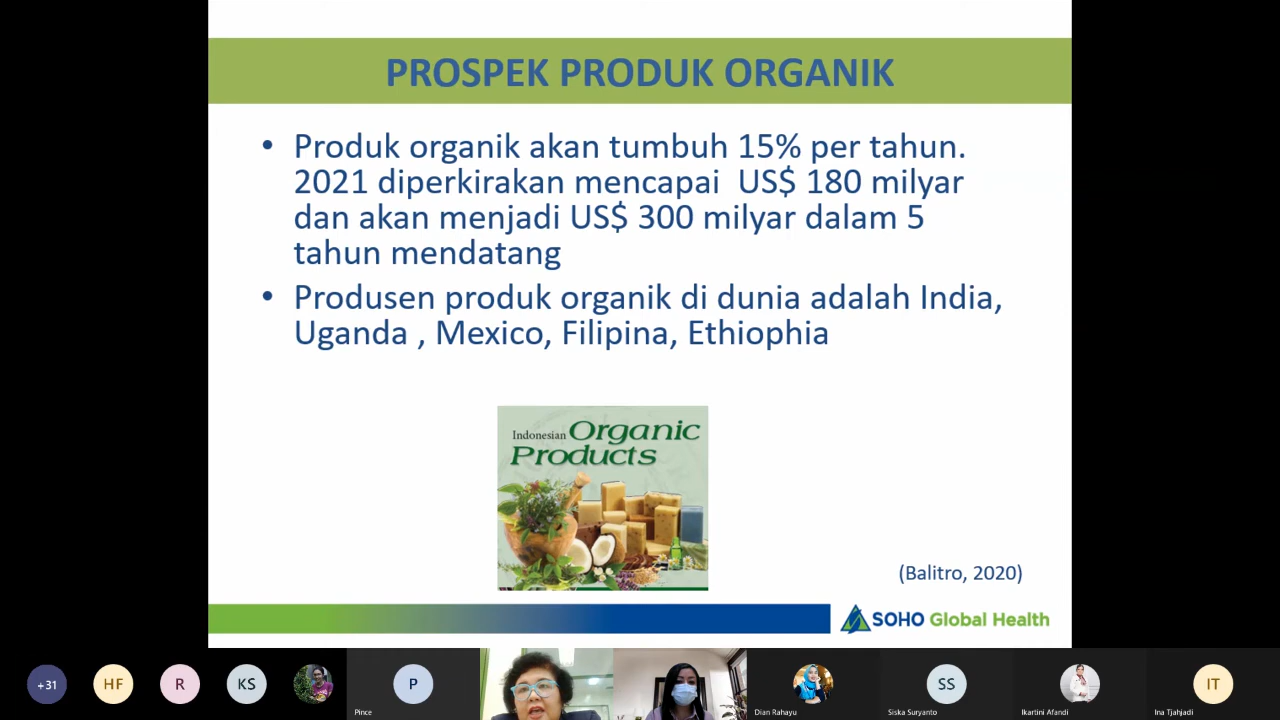 PROSPEK PRODUK ORGANIK
• Produk organik akan tumbuh 15% per tahun.
2021 diperkirakan mencapai US$ 180 milyar
dan akan menjadi US$ 300 milyar dalam 5
tahun mendatang
• Produsen produk organik di dunia adalah India,
Uganda , Mexico, Filipina, Ethiophia
Indonesian Organic
Products
(Balitro, 2020)
SOHO Global Health
+31
HF
R
KS
P
Pince
Dian Rahayu
SS
Siska Suryanto
Ikartini Afandi
IT
Ina Tjahjadi